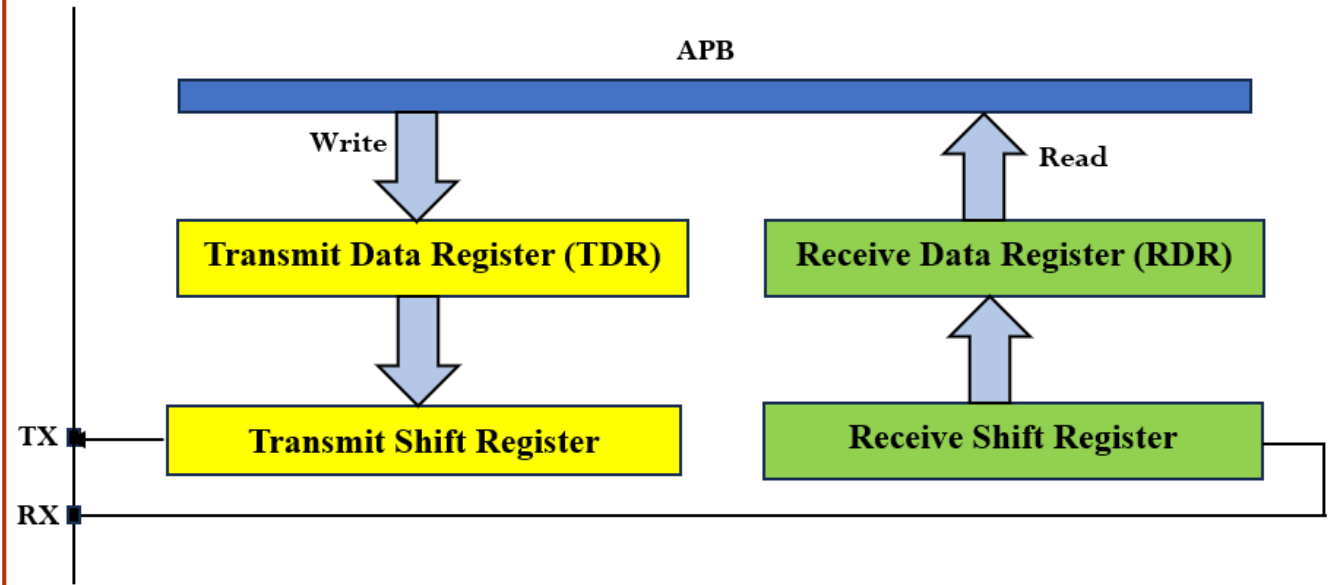 APB
Write
Read
Transmit Data Register (TDR)
Receive Data Register (RDR)
Transmit Shift Register
Receive Shift Register
TX
RX